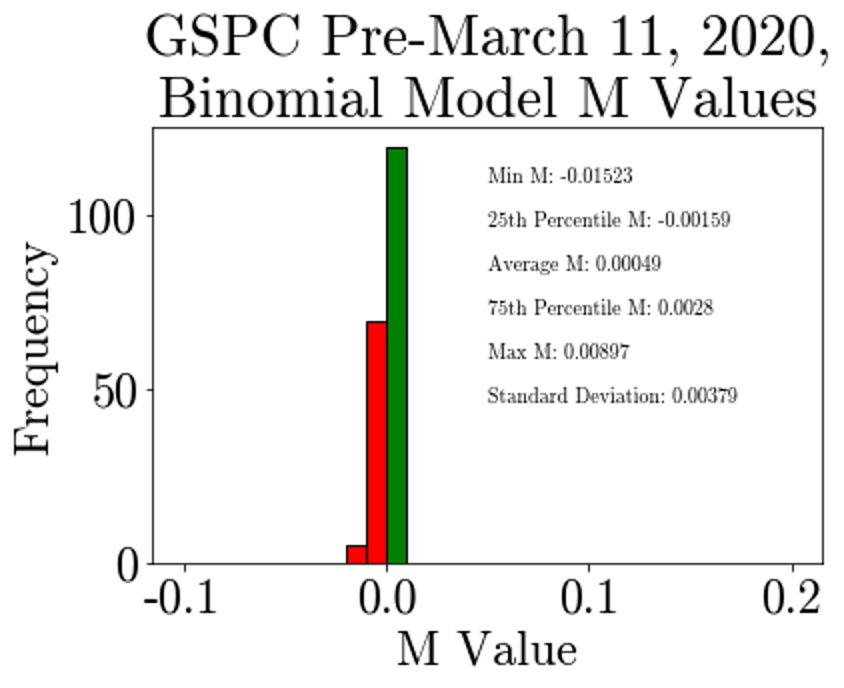 GSPC Pre-March 11, 2020,
Binomial Model M Values
Min M: -0.01523
25th Percentile M: -0.00159
Average M: 0.00049
75th Percentile M: 0.0028
Max M: 0.00897
Standard Deviation: 0.00379
Frequency
100
50
0
-0.1
0.0
0.1
0.2
M Value